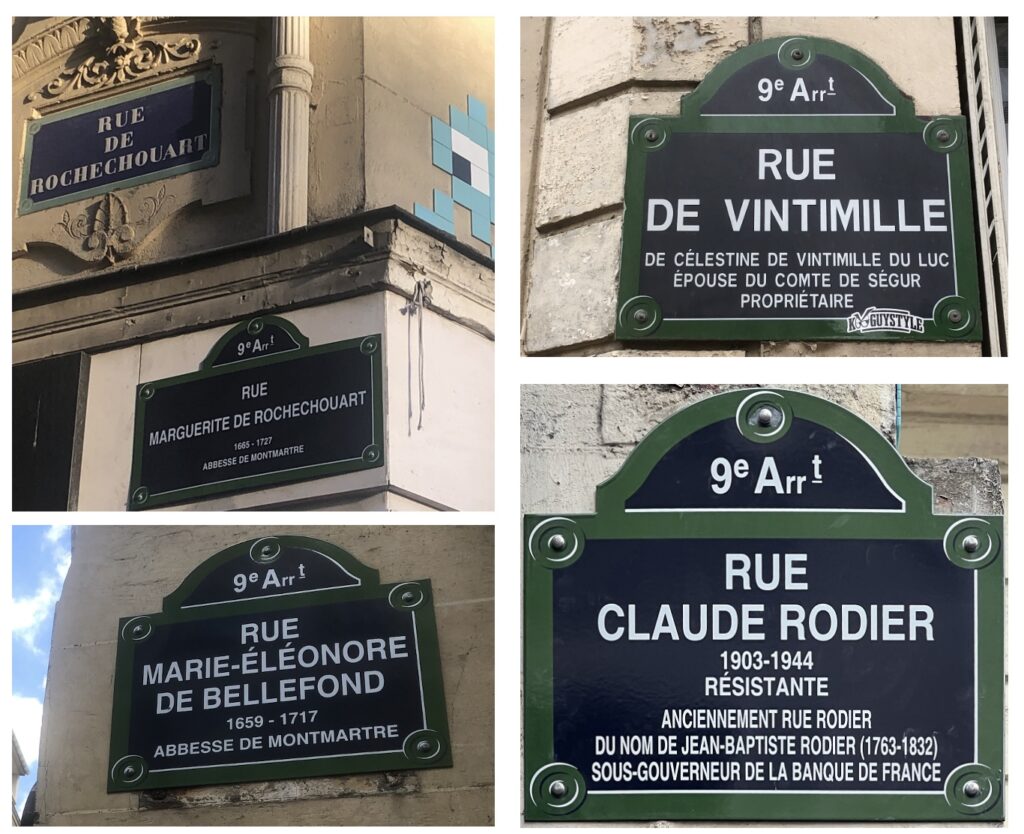 RUE
DE
ROCHECHOUART
9e Arrt
RUE
MARGUERITE DE ROCHECHOUART
1665 - 1727
ABBESSE DE MONTMARTRE
9e Arrt
RUE
DE VINTIMILLE
DE CÉLESTINE DE VINTIMILLE DU LUC
ÉPOUSE DU COMTE DE SÉGUR
PROPRIÉTAIRE
GUYSTYLE
9e Arrt
RUE
MARIE-ÉLÉONORE
DE BELLEFOND
1659 - 1717
ABBESSE DE MONTMARTRE
9e Arrt
RUE
CLAUDE RODIER
1903-1944
RÉSISTANTE
ANCIENNEMENT RUE RODIER
DU NOM DE JEAN-BAPTISTE RODIER (1763-1832)
SOUS-GOUVERNEUR DE LA BANQUE DE FRANCE